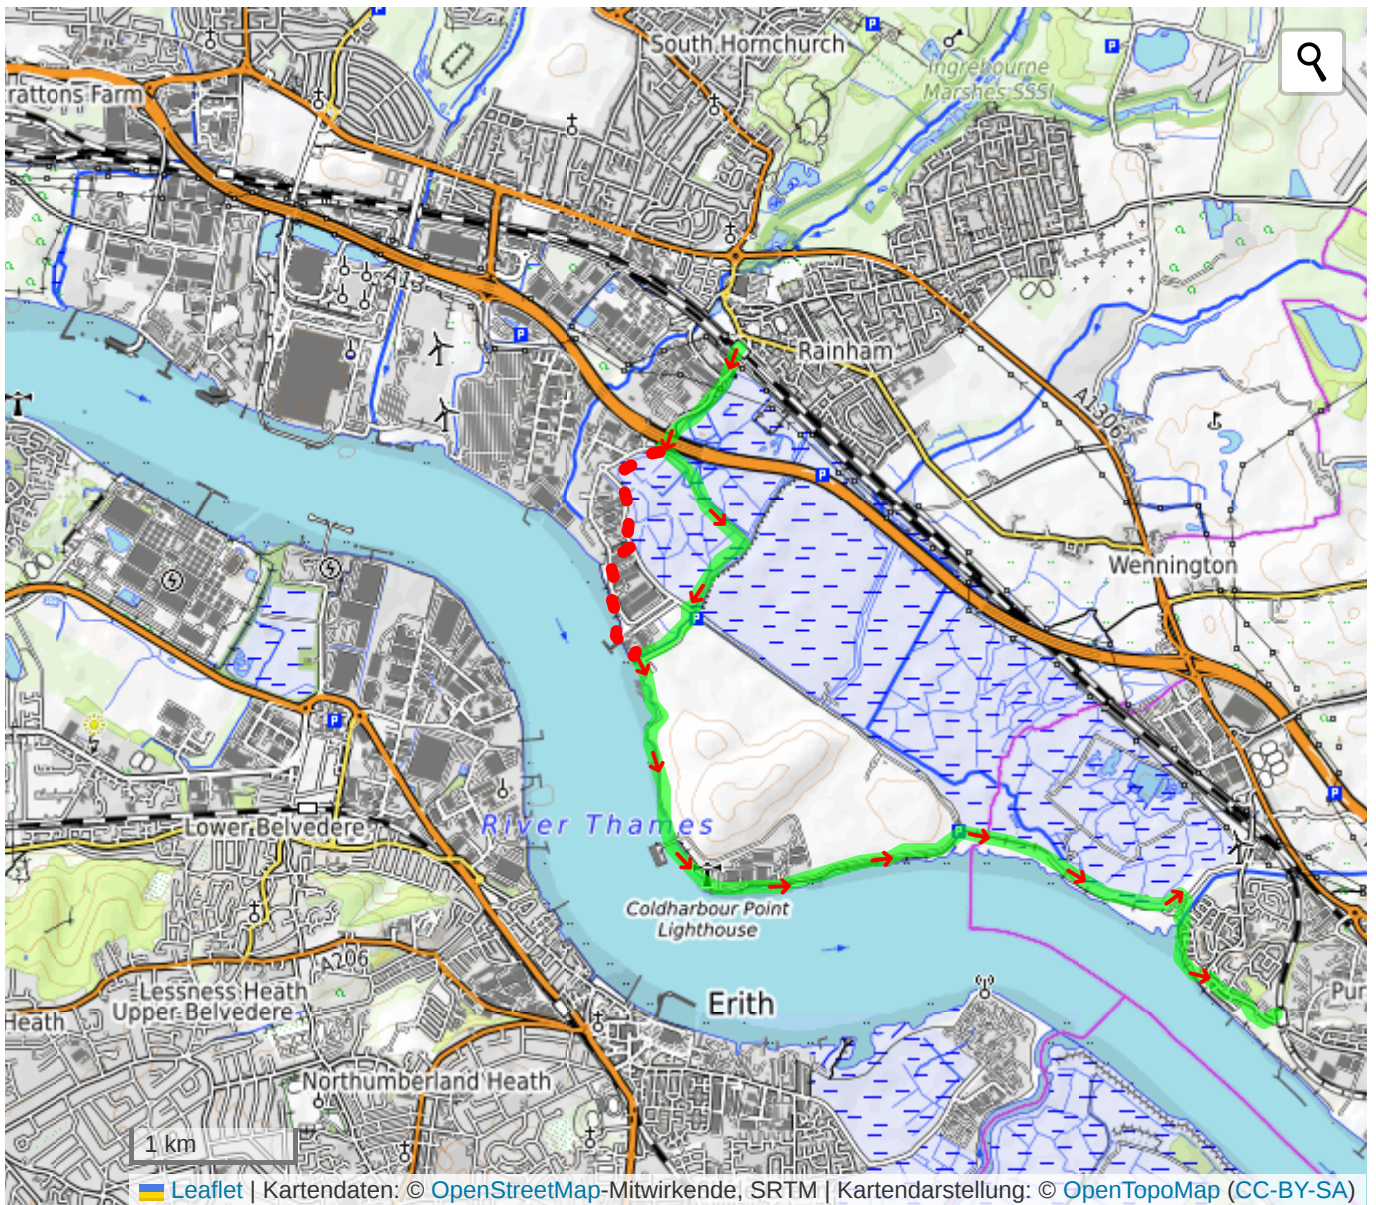 South Hornchurch
Ingrebourne
Marshes SSSI
rattons Farm
A13
Rainham
A1306
Wennington
River Thames
Lower Belvedere
Coldharbour Point
Lighthouse
A206
Lessness Heath
Upper Belvedere
Heath
Erith
Pur
Northumberland Heath
1 km
Leaflet | Kartendaten: © OpenStreetMap-Mitwirkende, SRTM | Kartendarstellung: © OpenTopoMap (CC-BY-SA)